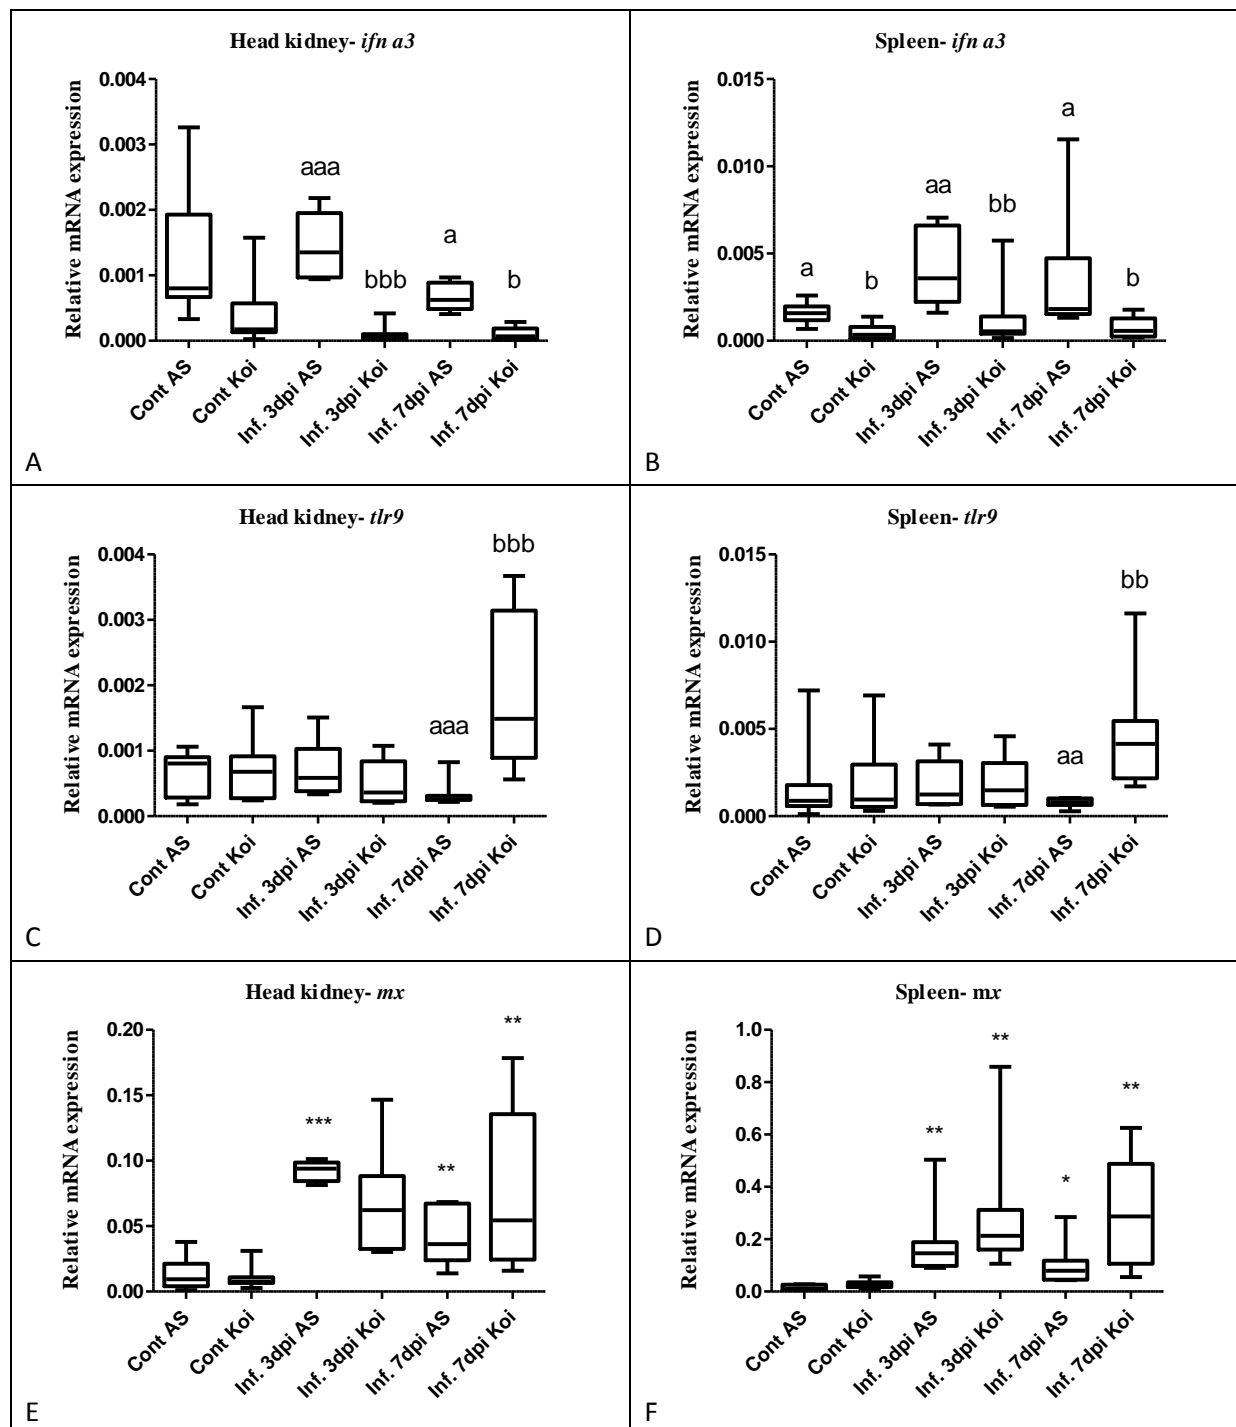 Head kidney- ifn a3
Relative mRNA expression
0.004
0.003
0.002
0.001
0.000
aaa
bbb
a
b
Cont AS
Cont Koi
Inf. 3dpi AS
Inf. 3dpi Koi
Inf. 7dpi AS
Inf. 7dpi Koi
A
Spleen- ifn a3
Relative mRNA expression
0.015
0.010
0.005
0.000
a
b
aa
bb
a
b
Cont AS
Cont Koi
Inf. 3dpi AS
Inf. 3dpi Koi
Inf. 7dpi AS
Inf. 7dpi Koi
B
Head kidney- tlr9
Relative mRNA expression
0.004
0.003
0.002
0.001
0.000
aaa
bbb
Cont AS
Cont Koi
Inf. 3dpi AS
Inf. 3dpi Koi
Inf. 7dpi AS
Inf. 7dpi Koi
C
Spleen- tlr9
Relative mRNA expression
0.015
0.010
0.005
0.000
aa
bb
Cont AS
Cont Koi
Inf. 3dpi AS
Inf. 3dpi Koi
Inf. 7dpi AS
Inf. 7dpi Koi
D
Head kidney- mx
Relative mRNA expression
0.20
0.15
0.10
0.05
0.00
***
**
**
Cont AS
Cont Koi
Inf. 3dpi AS
Inf. 3dpi Koi
Inf. 7dpi AS
Inf. 7dpi Koi
E
Spleen- mx
Relative mRNA expression
1.0
0.8
0.6
0.4
0.2
0.0
**
**
*
**
Cont AS
Cont Koi
Inf. 3dpi AS
Inf. 3dpi Koi
Inf. 7dpi AS
Inf. 7dpi Koi
F